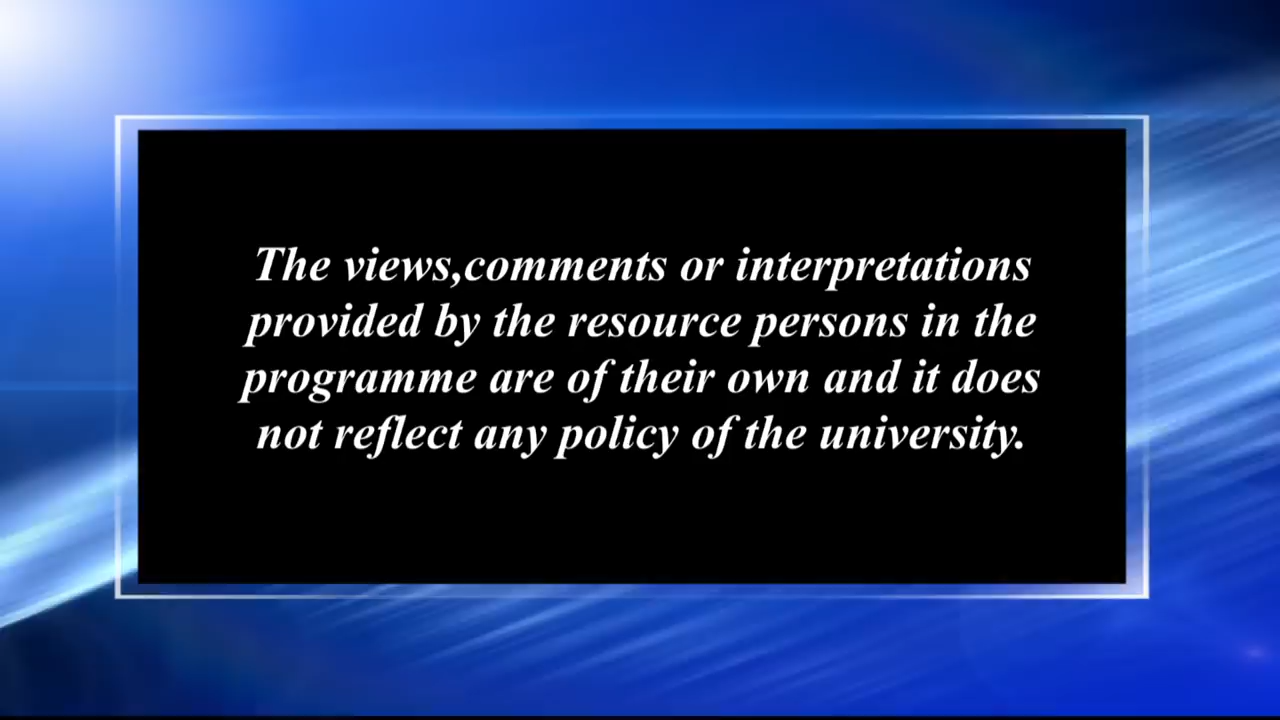 The views,comments or interpretations
provided by the resource persons in the
programme are of their own and it does
not reflect any policy of the university.